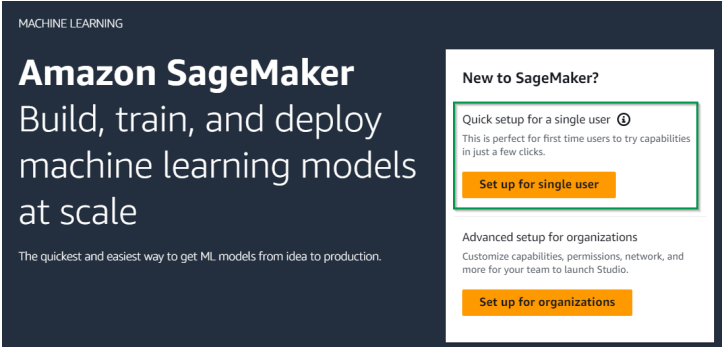 MACHINE LEARNING
Amazon SageMaker
Build, train, and deploy
machine learning models
at scale
The quickest and easiest way to get ML models from idea to production.
New to SageMaker?
Quick setup for a single user
This is perfect for first time users to try capabilities
in just a few clicks.
Set up for single user
Advanced setup for organizations
Customize capabilities, permissions, network, and
more for your team to launch Studio.
Set up for organizations